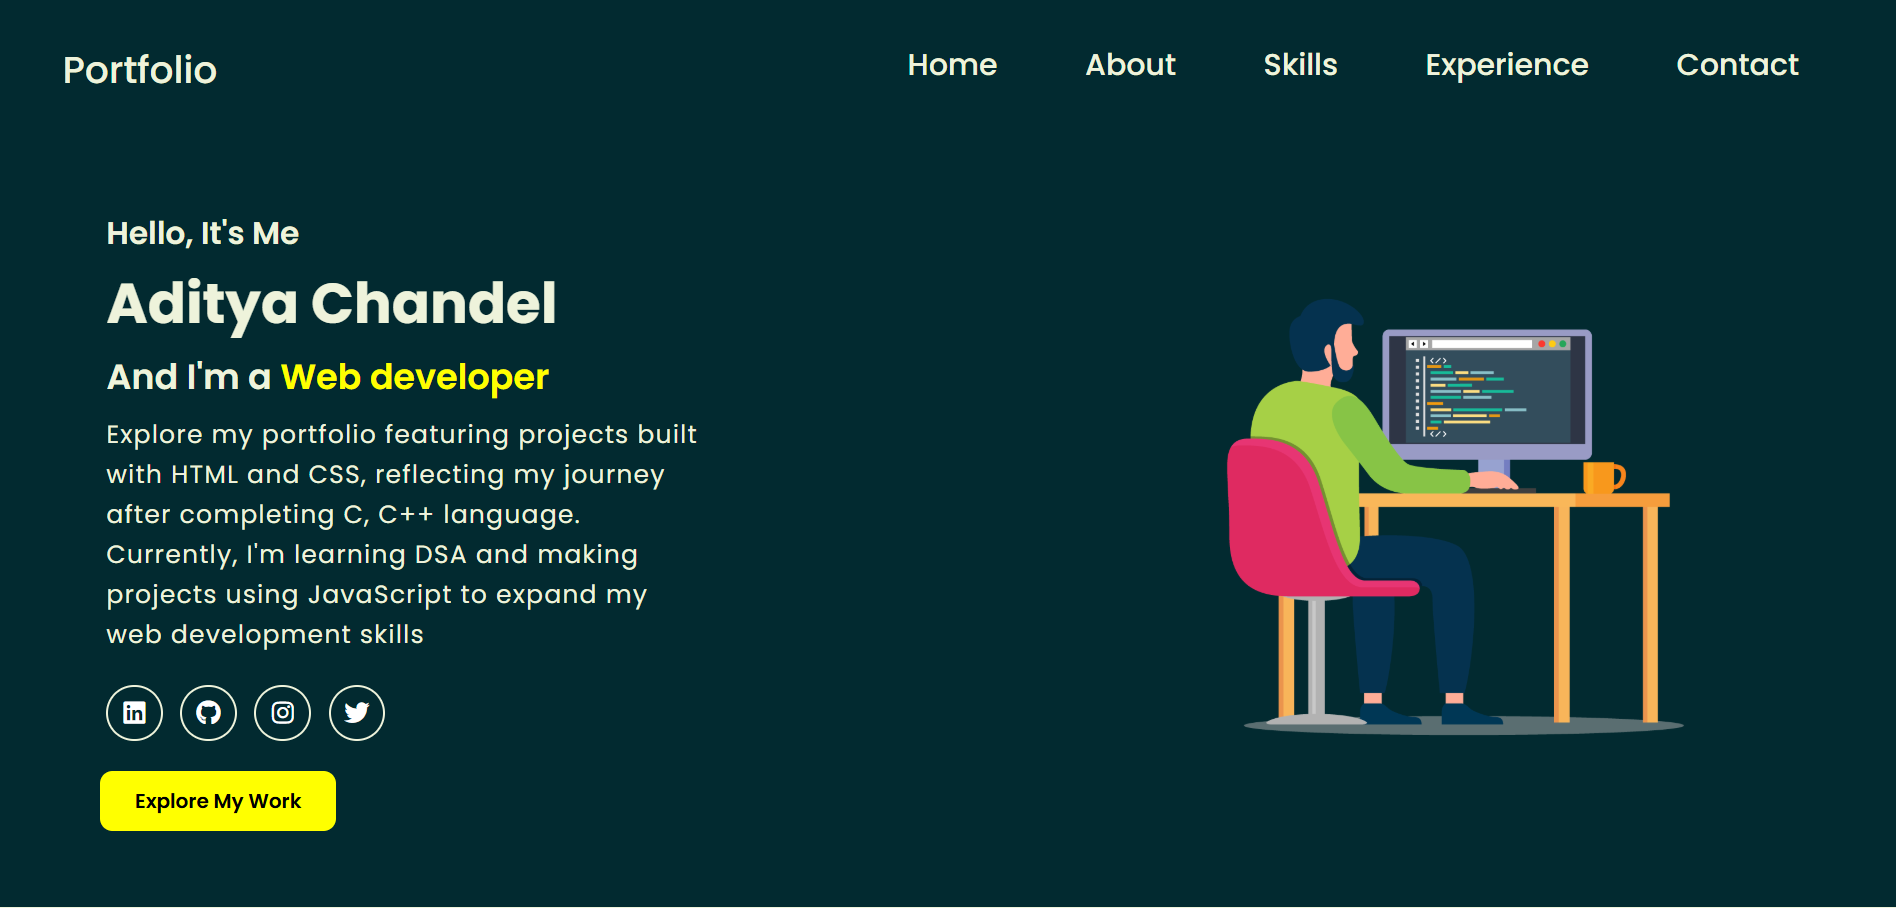 Portfolio
Home
About
Skills
Experience
Contact
Hello, It's Me
Aditya Chandel
And I'm a Web developer
Explore my portfolio featuring projects built
with HTML and CSS, reflecting my journey
after completing C, C++ language.
Currently, I'm learning DSA and making
projects using JavaScript to expand my
web development skills
in
Explore My Work